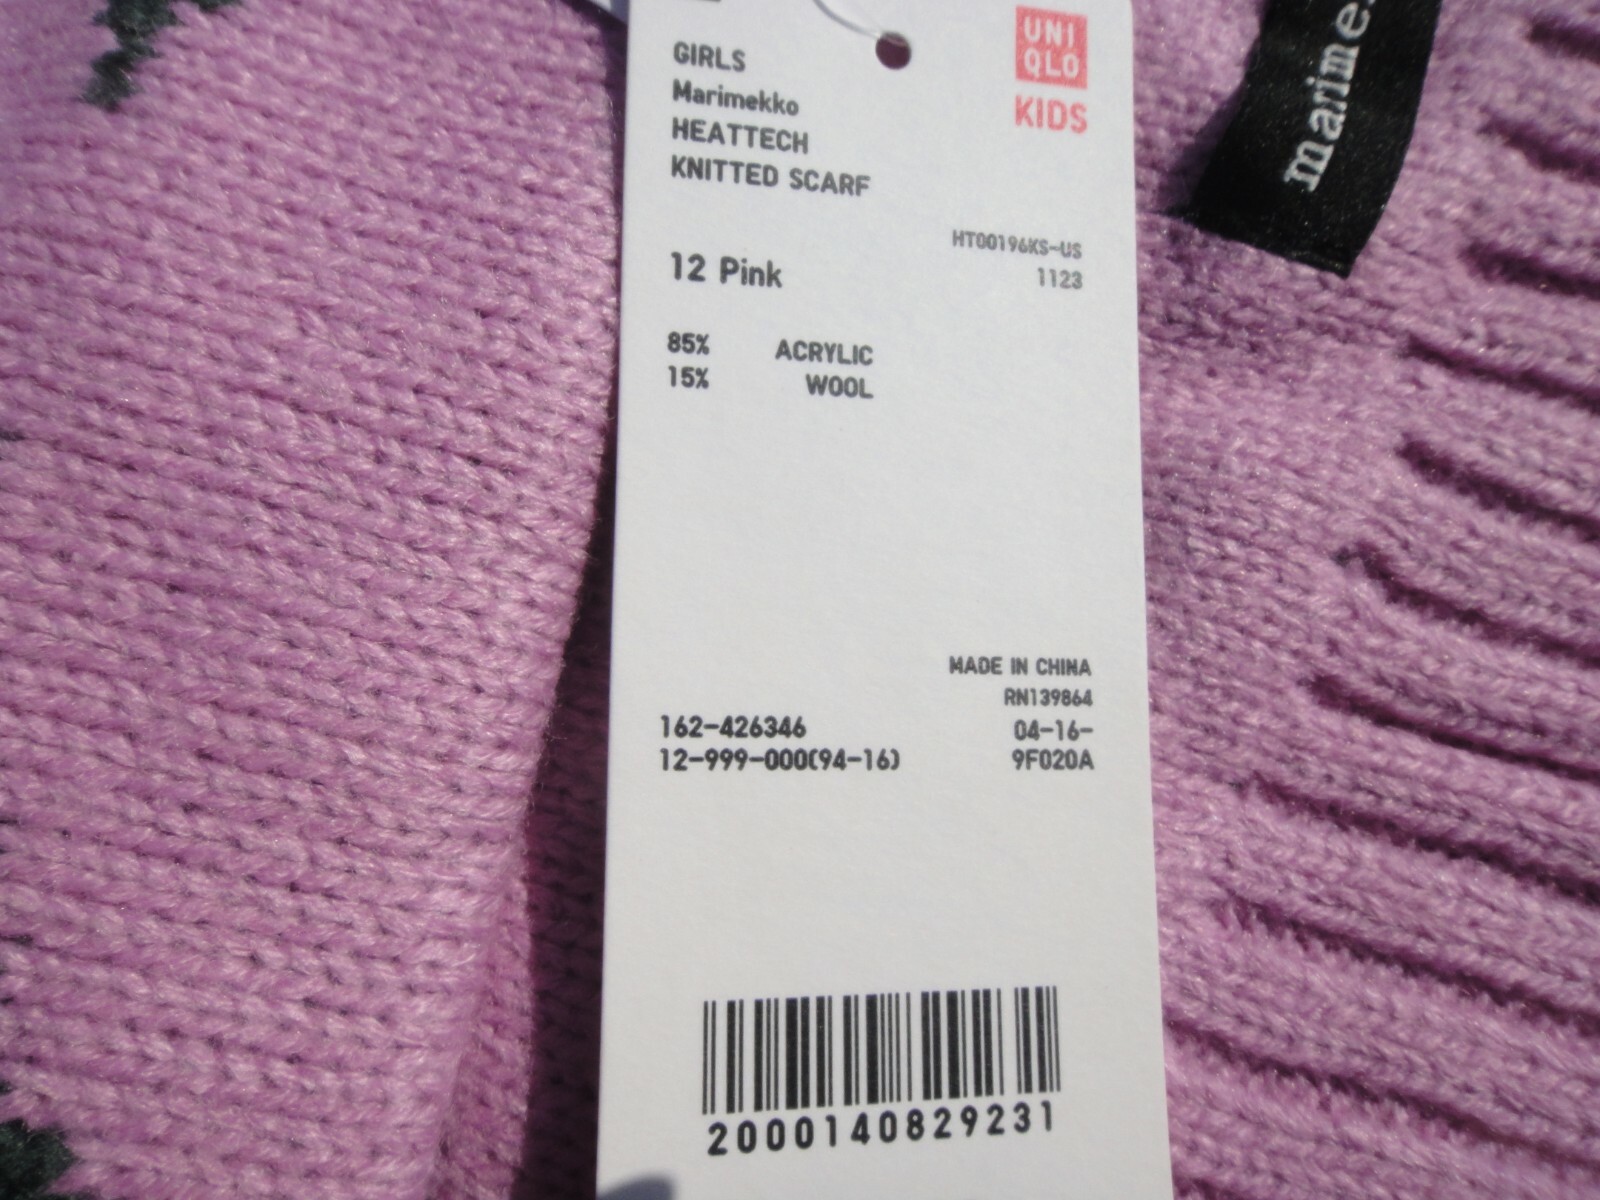 UNI
QLO
KIDS
GIRLS
Marimekko
HEATTECH
KNITTED SCARF
HT00196KS-US
1123
12 Pink
85% ACRYLIC
15% WOOL
MADE IN CHINA
RN139864
162-426346 04-16-
12-999-000(94-16) 9F020A
2000140829231
marime